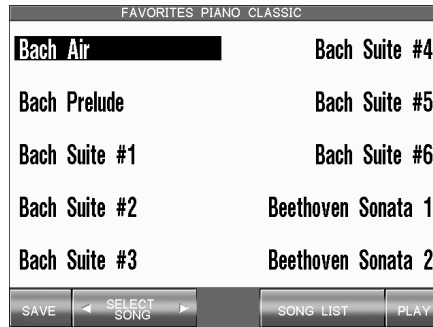 FAVORITES PIANO CLASSIC
Bach Air
Bach Prelude
Bach Suite #1
Bach Suite #2
Bach Suite #3
Bach Suite #4
Bach Suite #5
Bach Suite #6
Beethoven Sonata 1
Beethoven Sonata 2
SAVE
SELECT
SONG
SONG LIST
PLAY